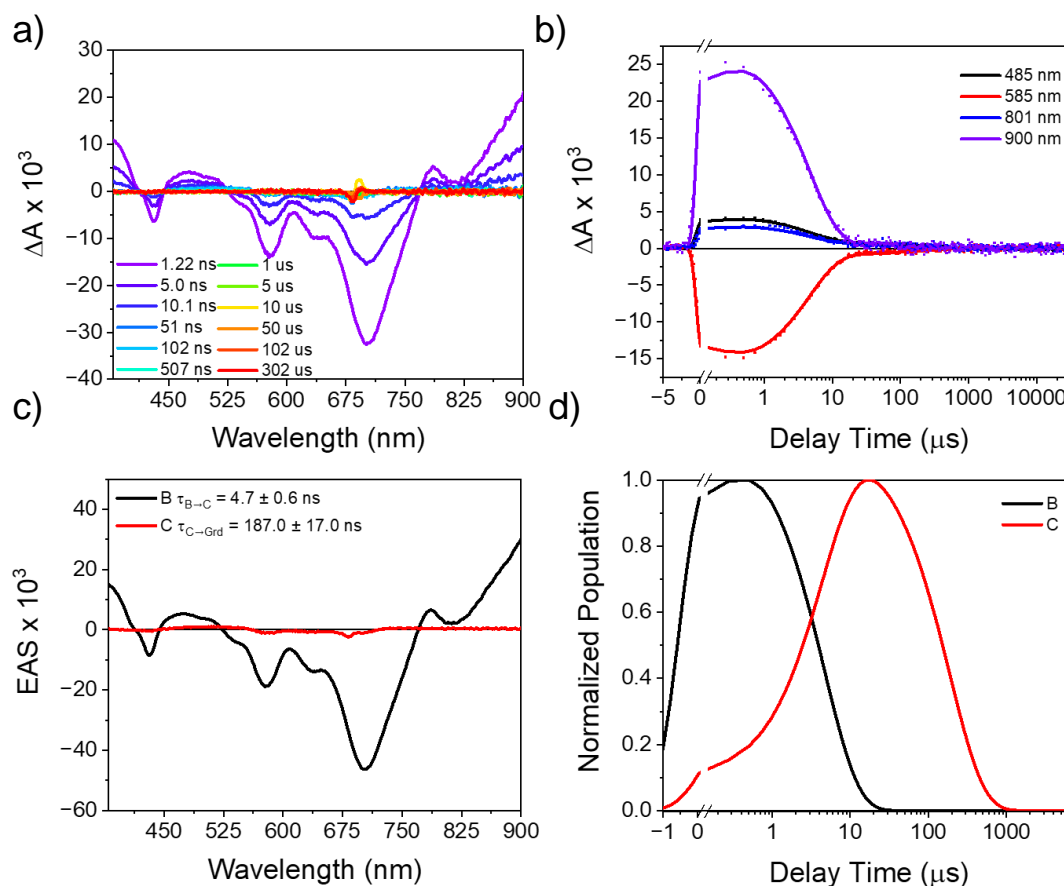 a)
ΔA x 10³
30
20
10
0
−10
−20
−30
−40
1.22 ns
5.0 ns
10.1 ns
51 ns
102 ns
507 ns
1 us
5 us
10 us
50 us
102 us
302 us
450 525 600 675 750 825 900
Wavelength (nm)
b)
ΔA x 10³
25
20
15
10
5
0
−5
−10
−15
485 nm
585 nm
801 nm
900 nm
−5 0 1 10 100 1000 10000
Delay Time (μs)
c)
EAS x 10³
40
20
0
−20
−40
−60
B τB→C = 4.7 ± 0.6 ns
C τC→Grd = 187.0 ± 17.0 ns
450 525 600 675 750 825 900
Wavelength (nm)
d)
Normalized Population
1.0
0.8
0.6
0.4
0.2
0.0
B
C
−1 0 1 10 100 1000
Delay Time (μs)